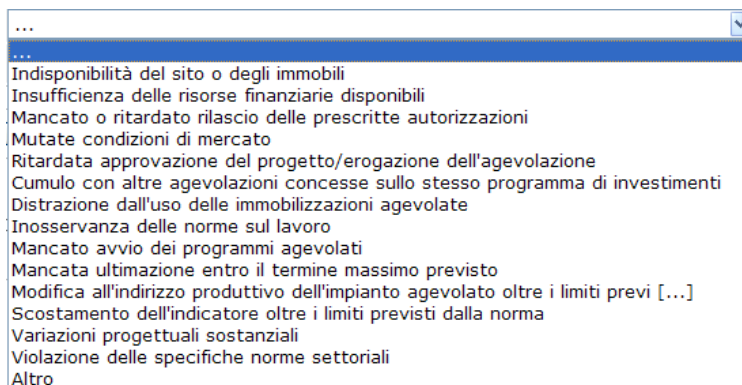 ...
...
Indisponibilità del sito o degli immobili
Insufficienza delle risorse finanziarie disponibili
Mancato o ritardato rilascio delle prescritte autorizzazioni
Mutate condizioni di mercato
Ritardata approvazione del progetto/erogazione dell'agevolazione
Cumulo con altre agevolazioni concesse sullo stesso programma di investimenti
Distrazione dall'uso delle immobilizzazioni agevolate
Inosservanza delle norme sul lavoro
Mancato avvio dei programmi agevolati
Mancata ultimazione entro il termine massimo previsto
Modifica all'indirizzo produttivo dell'impianto agevolato oltre i limiti previ [...]
Scostamento dell'indicatore oltre i limiti previsti dalla norma
Variazioni progettuali sostanziali
Violazione delle specifiche norme settoriali
Altro